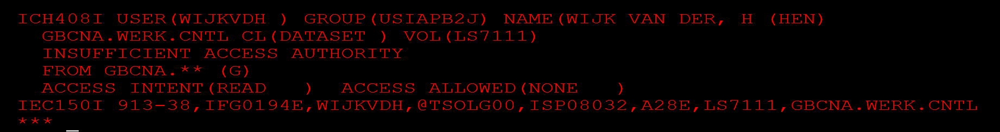 ICH408I USER(WIJKVDH ) GROUP(USIAPB2J) NAME(WIJK VAN DER, H (HEN)
GBCNA.WERK.CNTL CL(DATASET ) VOL(LS7111)
INSUFFICIENT ACCESS AUTHORITY
FROM GBCNA.** (G)
ACCESS INTENT(READ   )  ACCESS ALLOWED(NONE   )
IEC150I 913-38,IFG0194E,WIJKVDH,@TSOLG00,ISP08032,A28E,LS7111,GBCNA.WERK.CNTL
***